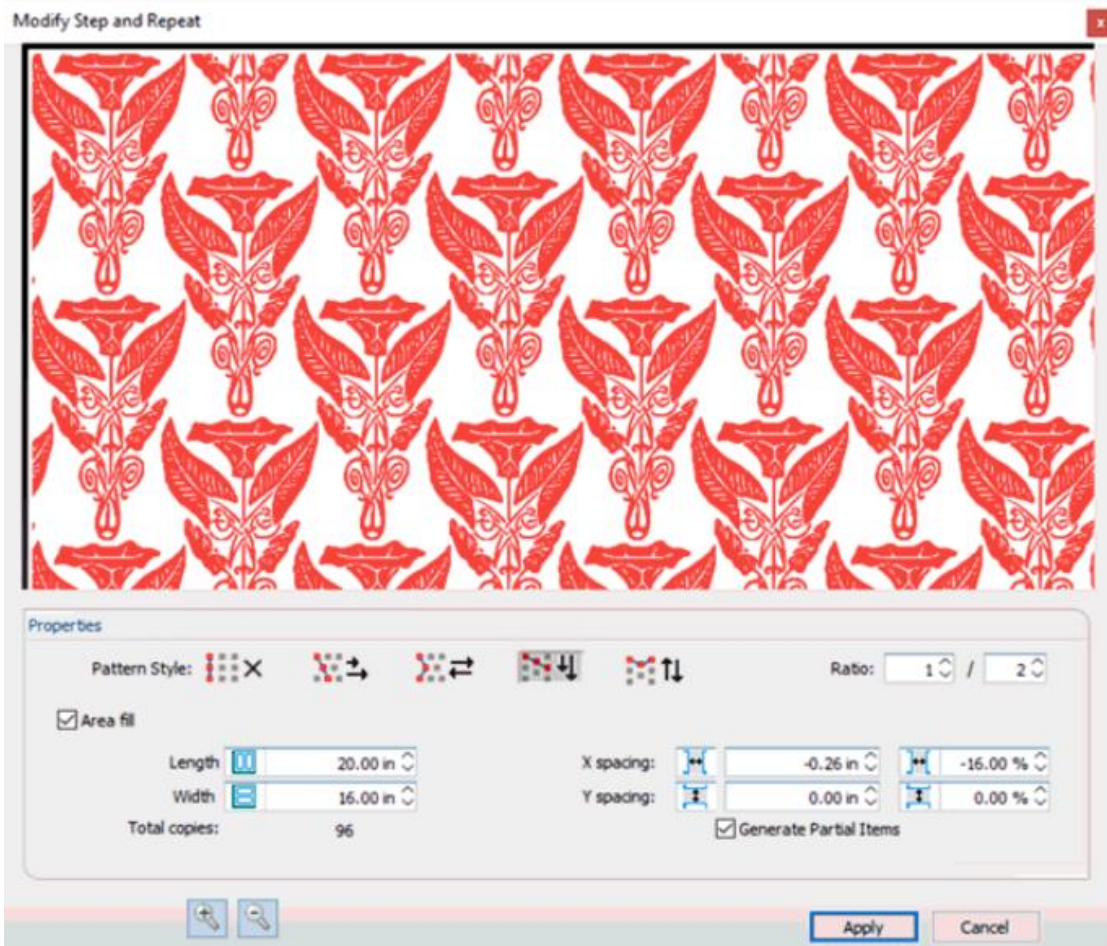 Modify Step and Repeat
x
Properties
Pattern Style:
Ratio: 1 / 2
Area fill
Length 20.00 in X spacing: -0.26 in -16.00 %
Width 16.00 in Y spacing: 0.00 in 0.00 %
Total copies: 96 Generate Partial Items
Apply Cancel